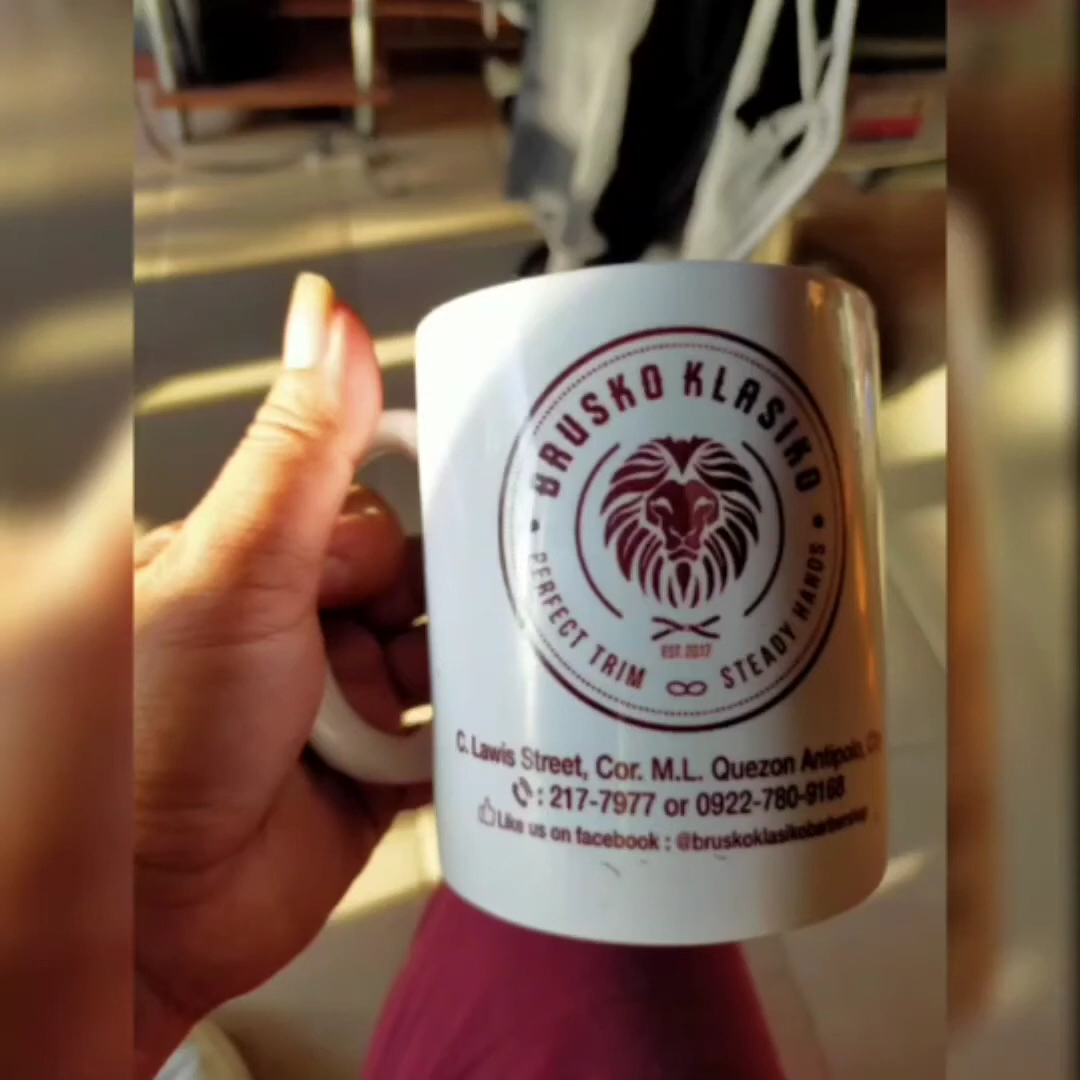 BRUSKO KLASIKO
PERFECT TRIM
STEADY HANDS
EST. 2017
C. Lawis Street, Cor. M.L. Quezon Antipolo,
: 217-7977 or 0922-780-9168
Like us on facebook : @bruskoklasikobarbershop